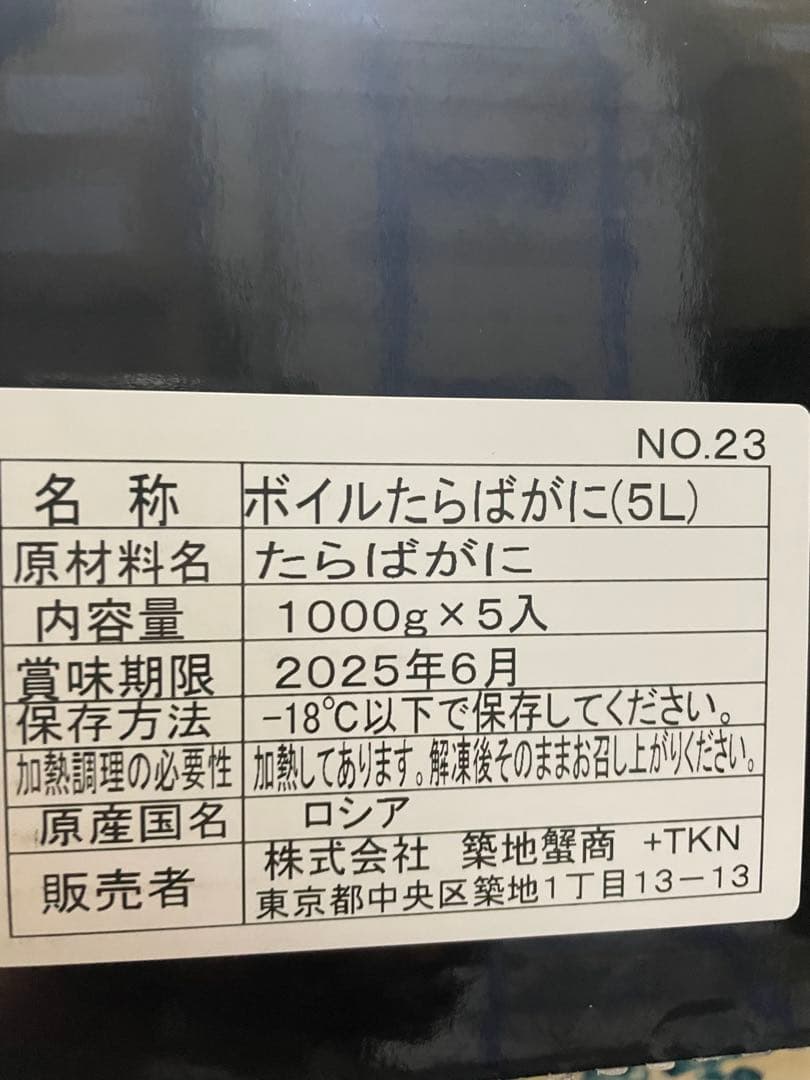 NO.23
名 称 ボイルたらばがに(5L)
原材料名 たらばがに
内容量 1000g×5入
賞味期限 2025年6月
保存方法 -18℃以下で保存してください。
加熱調理の必要性 加熱してあります。解凍後そのままお召し上がりください。
原産国名 ロシア
販売者 株式会社 築地蟹商 +TKN
東京都中央区築地1丁目13-13